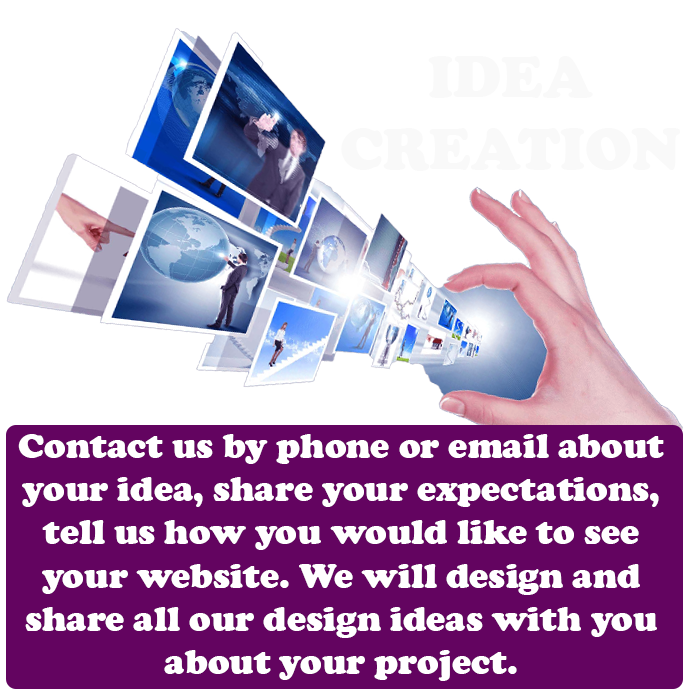 IDEA
CREATION
Contact us by phone or email about
your idea, share your expectations,
tell us how you would like to see
your website. We will design and
share all our design ideas with you
about your project.